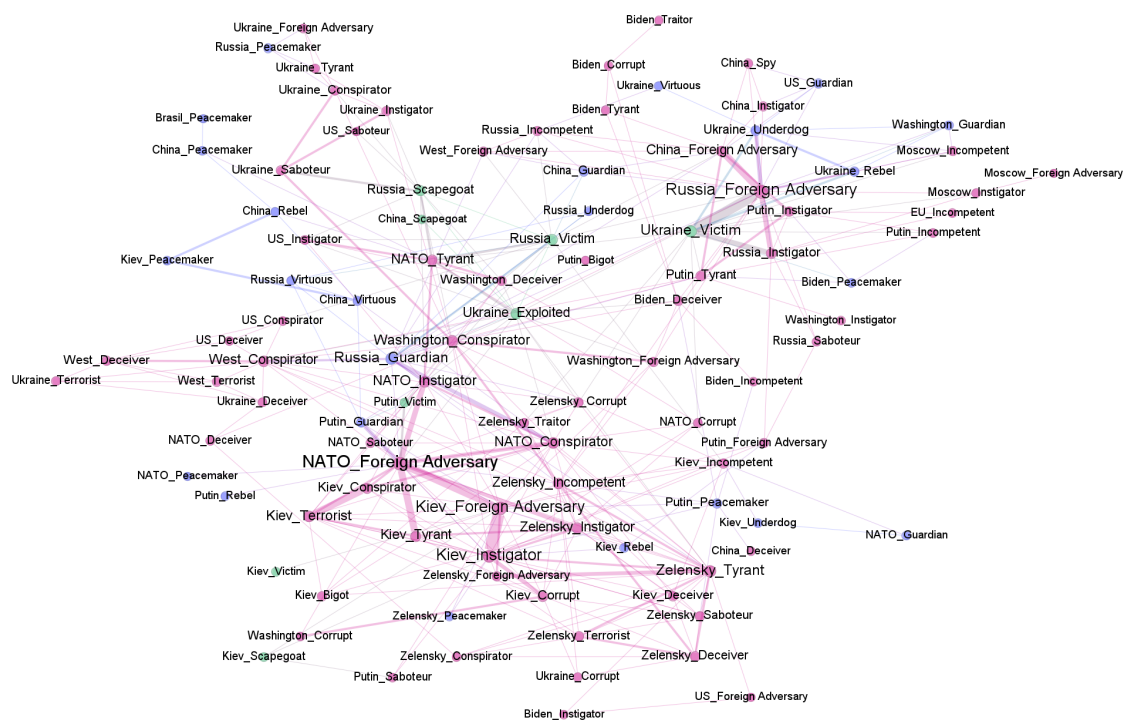 Biden_Traitor
Ukraine_Foreign Adversary
Russia_Peacemaker
Ukraine_Tyrant
Biden_Corrupt
China_Spy
Ukraine_Virtuous
US_Guardian
Ukraine_Conspirator
Ukraine_Instigator
Biden_Tyrant
China_Instigator
Brasil_Peacemaker
US_Saboteur
Russia_Incompetent
Ukraine_Underdog
Washington_Guardian
China_Peacemaker
West_Foreign Adversary
China_Foreign Adversary
Moscow_Incompetent
Ukraine_Saboteur
China_Guardian
Ukraine_Rebel
Moscow_Foreign Adversary
Russia_Scapegoat
Russia_Foreign Adversary
Moscow_Instigator
China_Rebel
China_Scapegoat
Russia_Underdog
Putin_Instigator
EU_Incompetent
US_Instigator
Russia_Victim
Ukraine_Victim
Putin_Incompetent
Kiev_Peacemaker
NATO_Tyrant
Putin_Bigot
Russia_Instigator
Russia_Virtuous
Washington_Deceiver
Putin_Tyrant
Biden_Peacemaker
China_Virtuous
Biden_Deceiver
US_Conspirator
Ukraine_Exploited
Washington_Instigator
US_Deceiver
Washington_Conspirator
Russia_Saboteur
West_Deceiver
West_Conspirator
Russia_Guardian
Washington_Foreign Adversary
Ukraine_Terrorist
West_Terrorist
NATO_Instigator
Biden_Incompetent
Ukraine_Deceiver
Putin_Victim
Zelensky_Corrupt
Putin_Guardian
Zelensky_Traitor
NATO_Corrupt
NATO_Deceiver
NATO_Saboteur
NATO_Conspirator
Putin_Foreign Adversary
NATO_Foreign Adversary
Kiev_Incompetent
NATO_Peacemaker
Kiev_Conspirator
Zelensky_Incompetent
Putin_Rebel
Putin_Peacemaker
Kiev_Terrorist
Kiev_Foreign Adversary
Kiev_Underdog
Kiev_Tyrant
Zelensky_Instigator
NATO_Guardian
Kiev_Instigator
Kiev_Rebel
China_Deceiver
Kiev_Victim
Zelensky_Foreign Adversary
Zelensky_Tyrant
Kiev_Bigot
Kiev_Corrupt
Kiev_Deceiver
Zelensky_Peacemaker
Zelensky_Saboteur
Washington_Corrupt
Zelensky_Terrorist
Kiev_Scapegoat
Zelensky_Conspirator
Zelensky_Deceiver
Putin_Saboteur
Ukraine_Corrupt
US_Foreign Adversary
Biden_Instigator